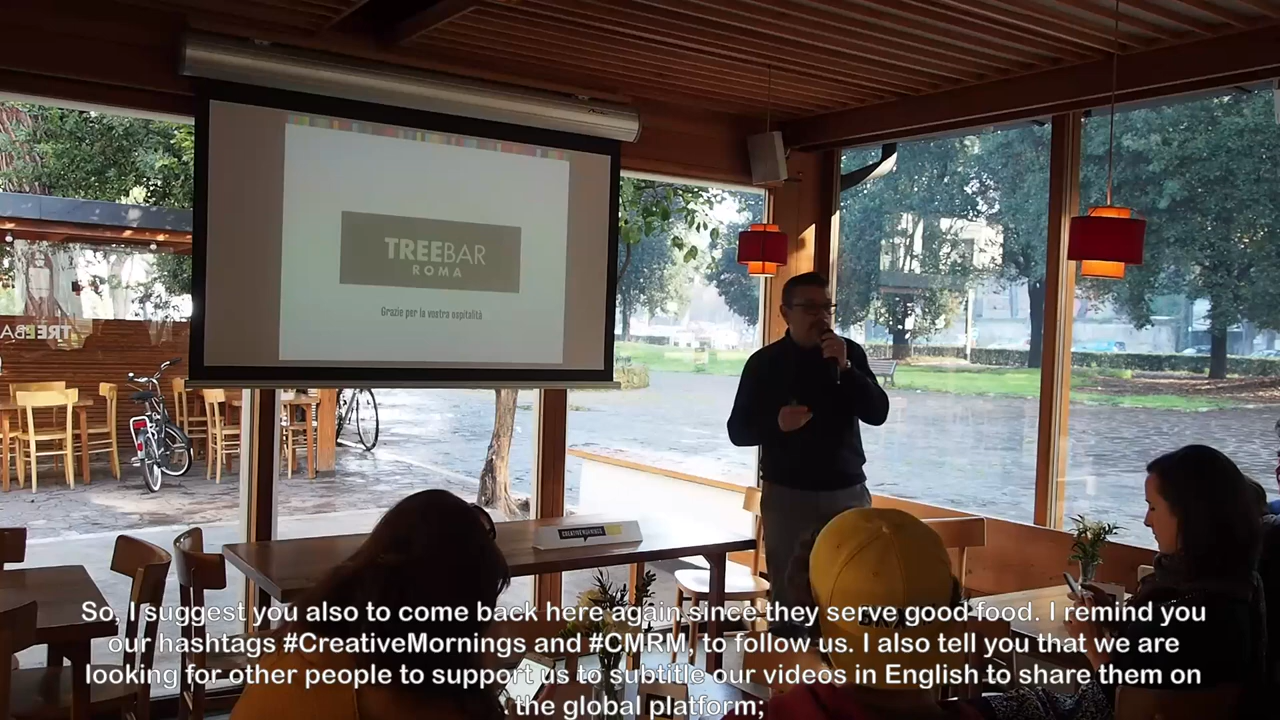 TREEBAR
ROMA
Grazie per la vostra ospitalità
CREATIVEMORNINGS
So, I suggest you also to come back here again since they serve good food. I remind you
our hashtags #CreativeMornings and #CMRM, to follow us. I also tell you that we are
looking for other people to support us to subtitle our videos in English to share them on
the global platform;